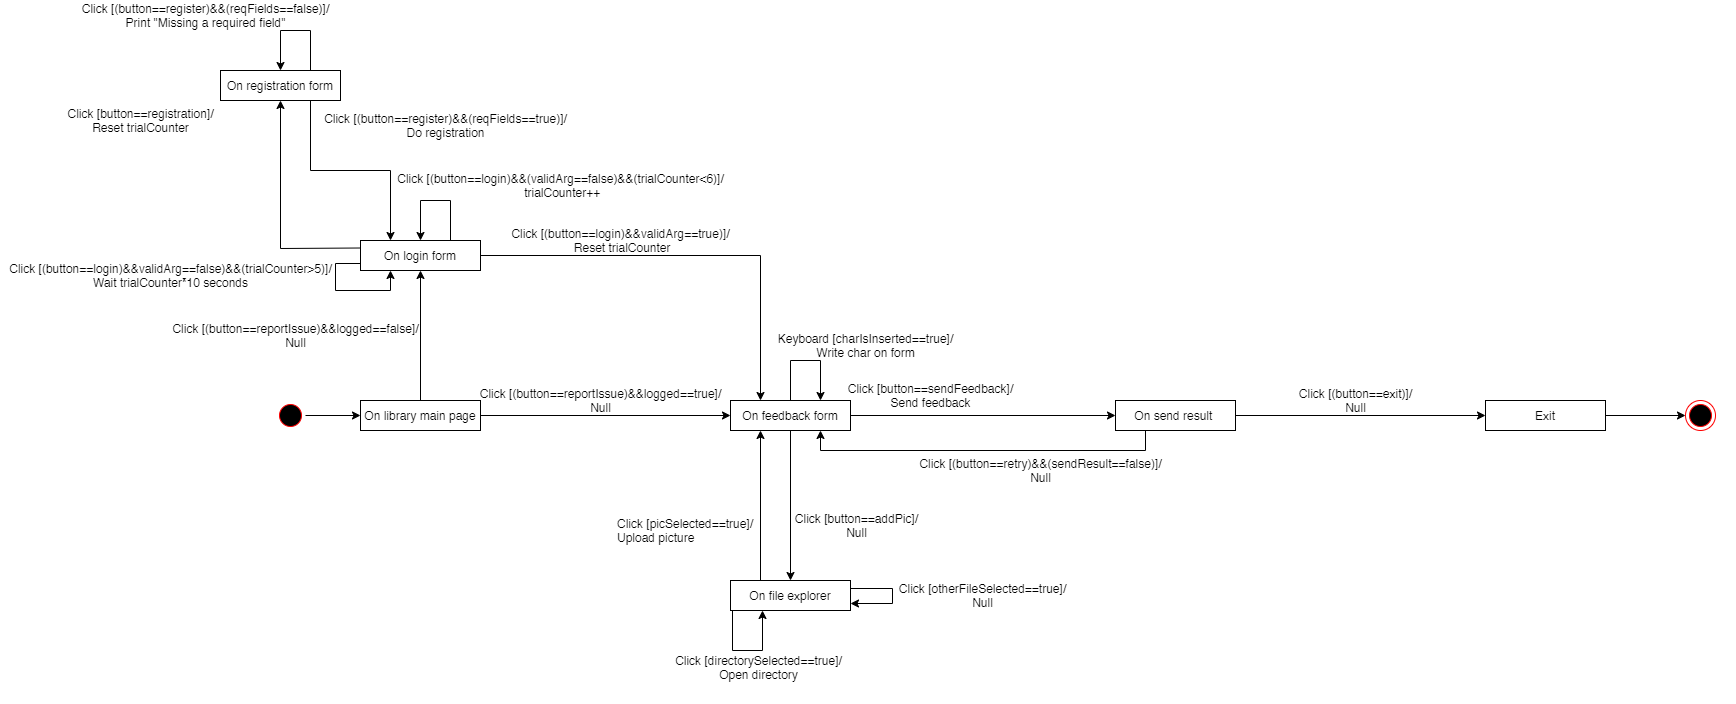 Click [(button==register)&&(reqFields==false)]/
Print "Missing a required field"
On registration form
Click [button==registration]/
Reset trialCounter
Click [(button==register)&&(reqFields==true)]/
Do registration
Click [(button==login)&&(validArg==false)&&(trialCounter<6)]/
trialCounter++
Click [(button==login)&&validArg==true)]/
Reset trialCounter
On login form
Click [(button==login)&&validArg==false)&&(trialCounter>5)]/
Wait trialCounter*10 seconds
Click [(button==reportIssue)&&logged==false]/
Null
Keyboard [charIsInserted==true]/
Write char on form
Click [(button==reportIssue)&&logged==true]/
Null
Click [button==sendFeedback]/
Send feedback
Click [(button==exit)]/
Null
On library main page
On feedback form
On send result
Exit
Click [(button==retry)&&(sendResult==false)]/
Null
Click [picSelected==true]/
Upload picture
Click [button==addPic]/
Null
On file explorer
Click [otherFileSelected==true]/
Null
Click [directorySelected==true]/
Open directory